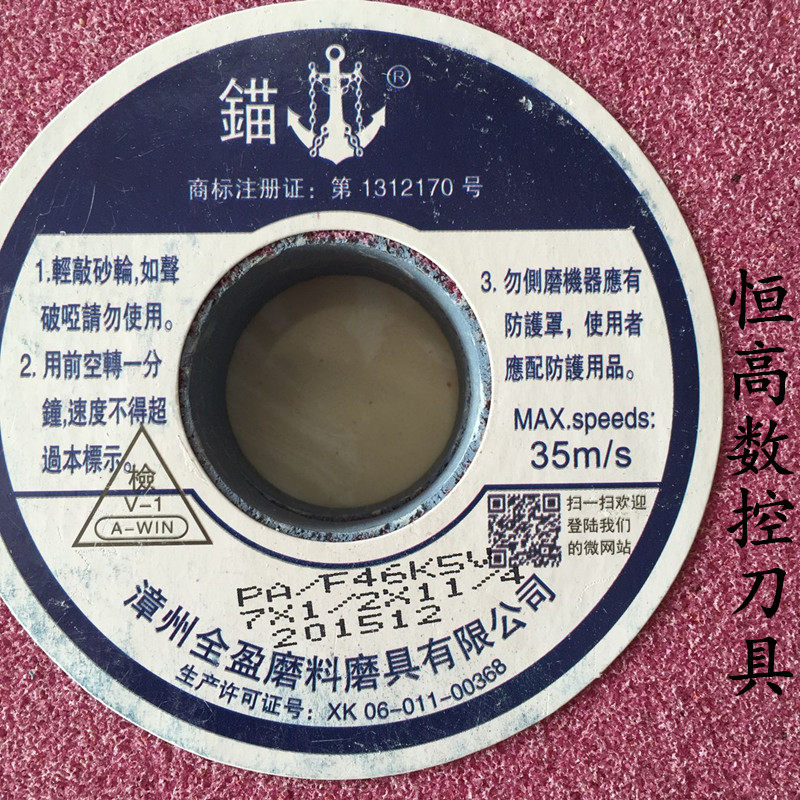 錨 ®
商标注册证：第 1312170 号
1.輕敲砂輪,如聲
破啞請勿使用。
2. 用前空轉一分
鐘,速度不得超
過本標示。
3. 勿側磨機器應有
防護罩，使用者
應配防護用品。
MAX.speeds:
35m/s
檢
V-1
A-WIN
扫一扫欢迎
登陆我们
的微网站
PA/F46K5V
7X1/2X11/4
201512
漳州全盈磨料磨具有限公司
生产许可证号：XK 06-011-00368
恒高数控刀具